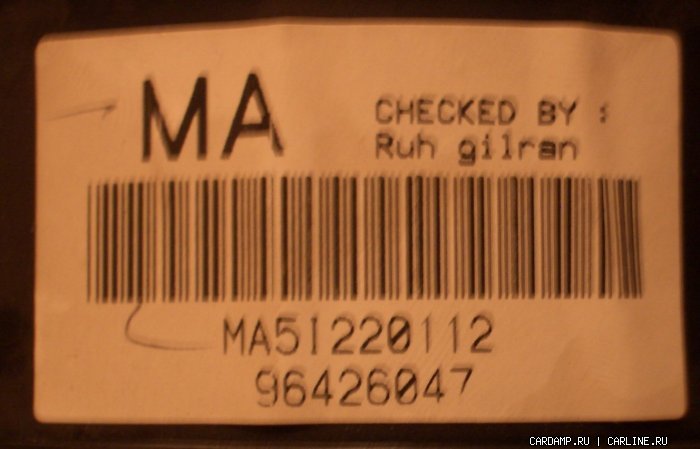 MA
CHECKED BY :
Ruh gilran
MA5I220112
96426047
CARDAMP.RU | CARLINE.RU